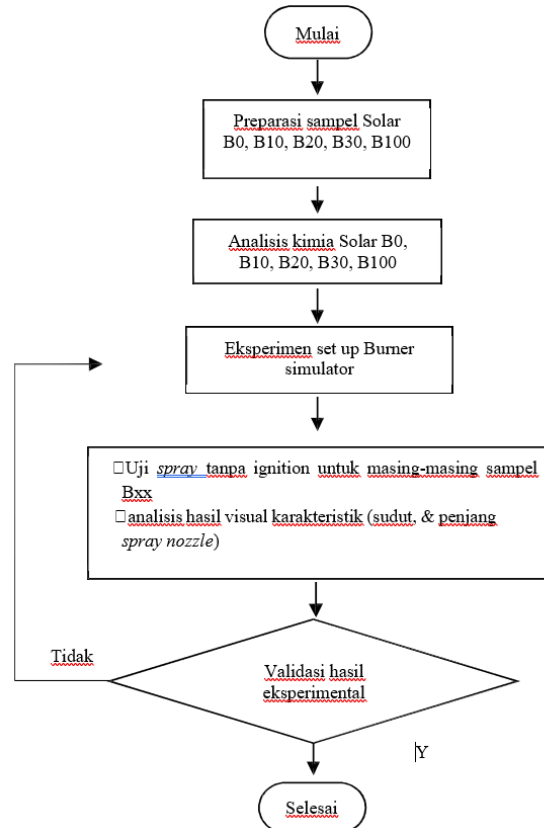 Mulai
Preparasi sampel Solar
B0, B10, B20, B30, B100
Analisis kimia Solar B0,
B10, B20, B30, B100
Eksperimen set up Burner
simulator
□Uji spray tanpa ignition untuk masing-masing sampel
Bxx
□analisis hasil visual karakteristik (sudut, & penjang
spray nozzle)
Tidak
Validasi hasil
eksperimental
Y
Selesai